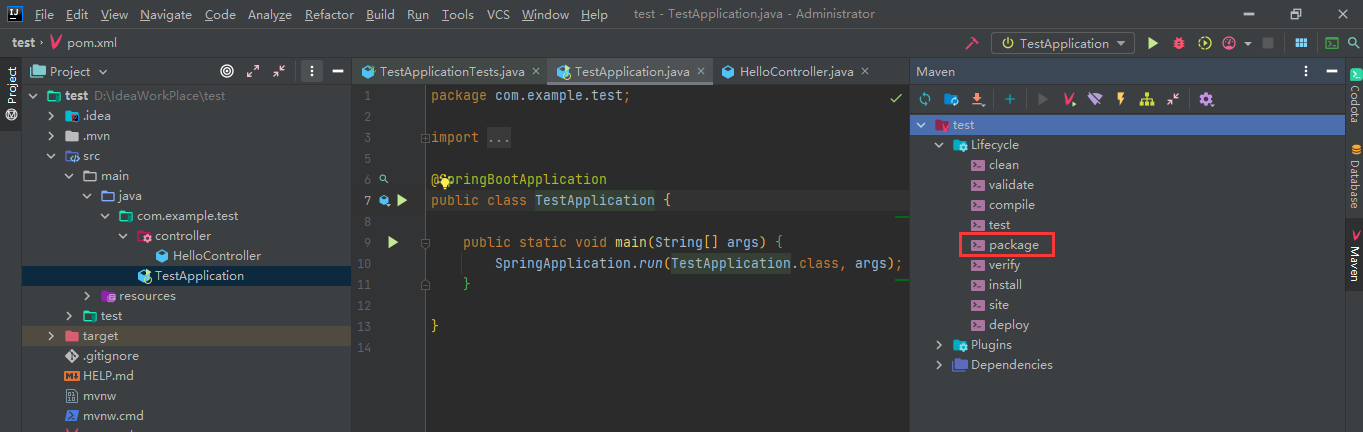 File Edit View Navigate Code Analyze Refactor Build Run Tools VCS Window Help test - TestApplication.java - Administrator
test pom.xml TestApplication
Project
Project
TestApplicationTests.java TestApplication.java HelloController.java
Maven
test D:\IdeaWorkPlace\test
.idea
.mvn
src
main
java
com.example.test
controller
HelloController
TestApplication
resources
test
target
.gitignore
HELP.md
mvnw
mvnw.cmd
1 package com.example.test;
2
3 import ...
5
6 @SpringBootApplication
7 public class TestApplication {
8
9 public static void main(String[] args) {
10 SpringApplication.run(TestApplication.class, args);
11 }
12
13 }
14
test
Lifecycle
clean
validate
compile
test
package
verify
install
site
deploy
Plugins
Dependencies
Codota
Database
Maven